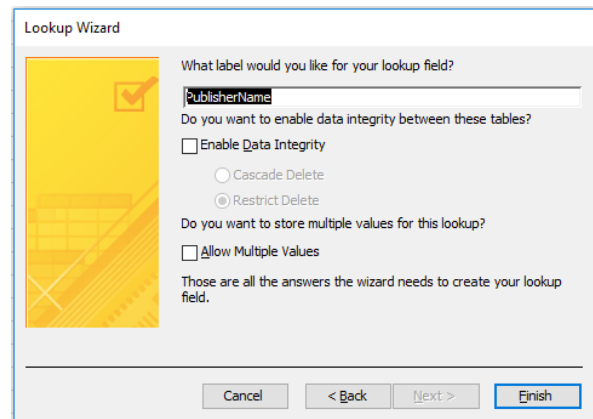 Lookup Wizard
What label would you like for your lookup field?
PublisherName
Do you want to enable data integrity between these tables?
Enable Data Integrity
Cascade Delete
Restrict Delete
Do you want to store multiple values for this lookup?
Allow Multiple Values
Those are all the answers the wizard needs to create your lookup
field.
Cancel
< Back
Next >
Finish